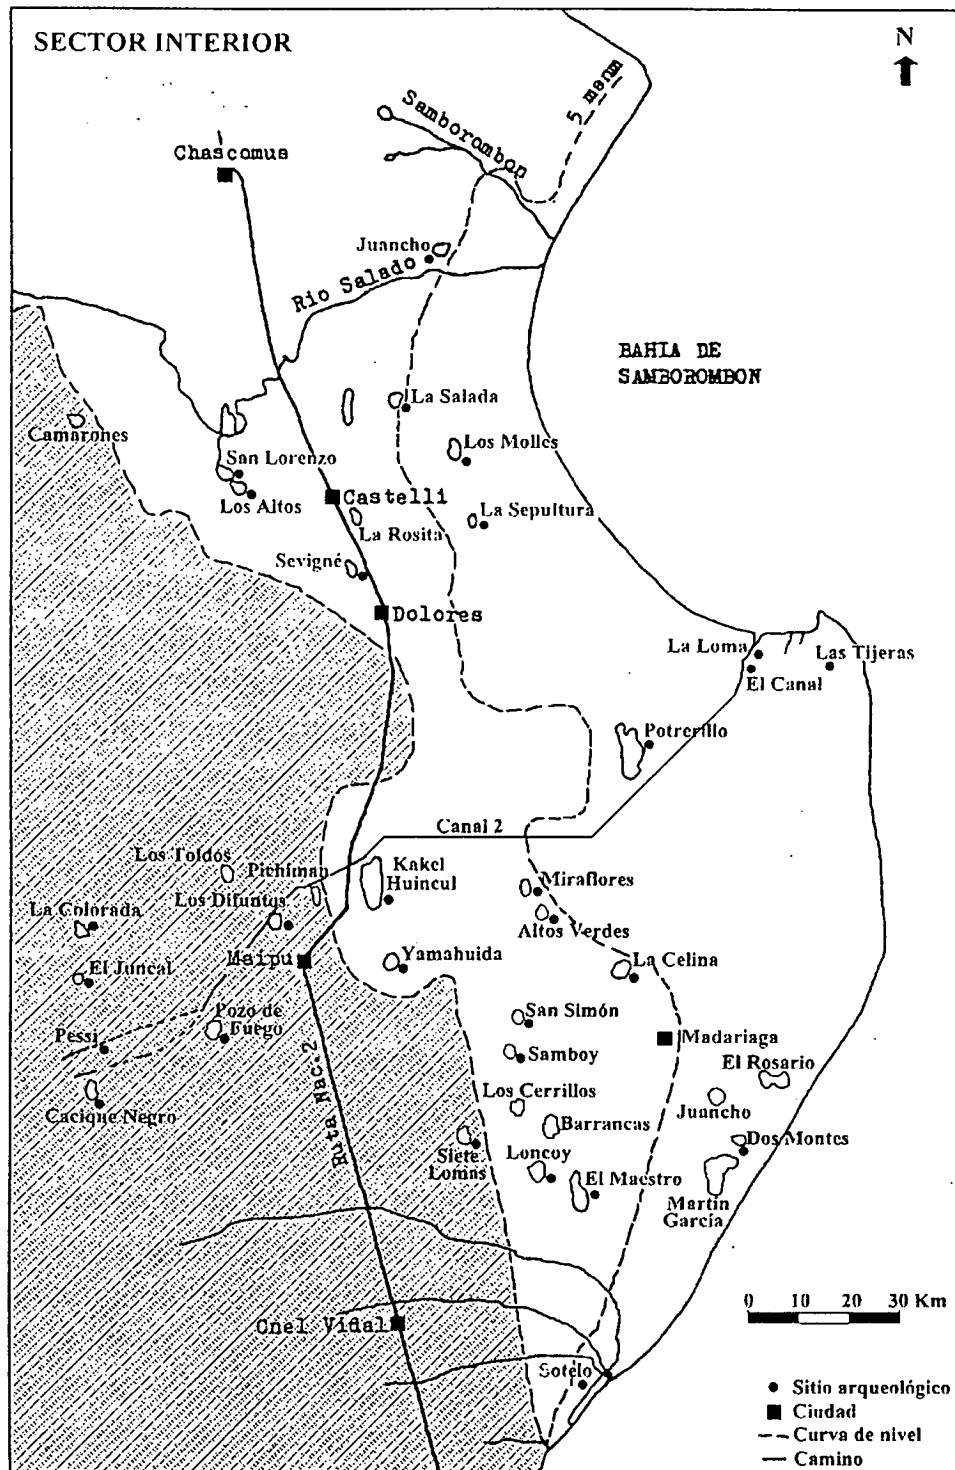 SECTOR INTERIOR
N
Samborombon
5 msnm
Chascomus
Juancho
Rio Salado
BAHIA DE
SAMBOROMBON
La Salada
Camarones
Los Molles
San Lorenzo
Los Altos
Castelli
La Sepultura
La Rosita
Sevigné
Dolores
La Loma
Las Tijeras
El Canal
Potrerillo
Canal 2
Los Toldos
Pichiman
Kakel
Huincul
Miraflores
Los Difuntos
La Colorada
Altos Verdes
Maipu
Yamahuida
La Celina
El Juncal
San Simón
Pozo de
Fuego
Pessi
Madariaga
Samboy
El Rosario
Ruta Nac.2
Los Cerrillos
Juancho
Cacique Negro
Barrancas
Dos Montes
Siete
Lomas
Loncoy
El Maestro
Martín
García
0 10 20 30 Km
Onel Vidal
Sotelo
Sitio arqueológico
Ciudad
Curva de nivel
Camino